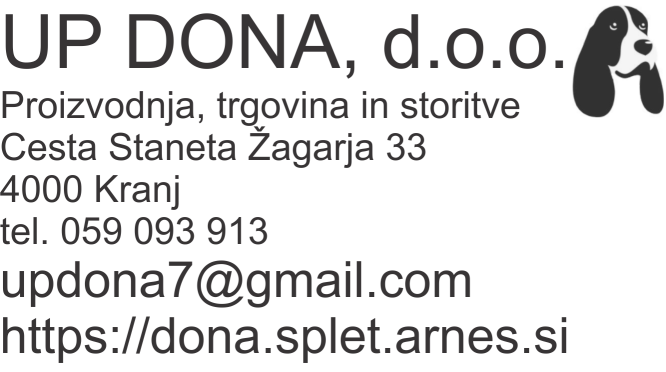 UP DONA, d.o.o.
Proizvodnja, trgovina in storitve
Cesta Staneta Žagarja 33
4000 Kranj
tel. 059 093 913
updona7@gmail.com
https://dona.splet.arnes.si